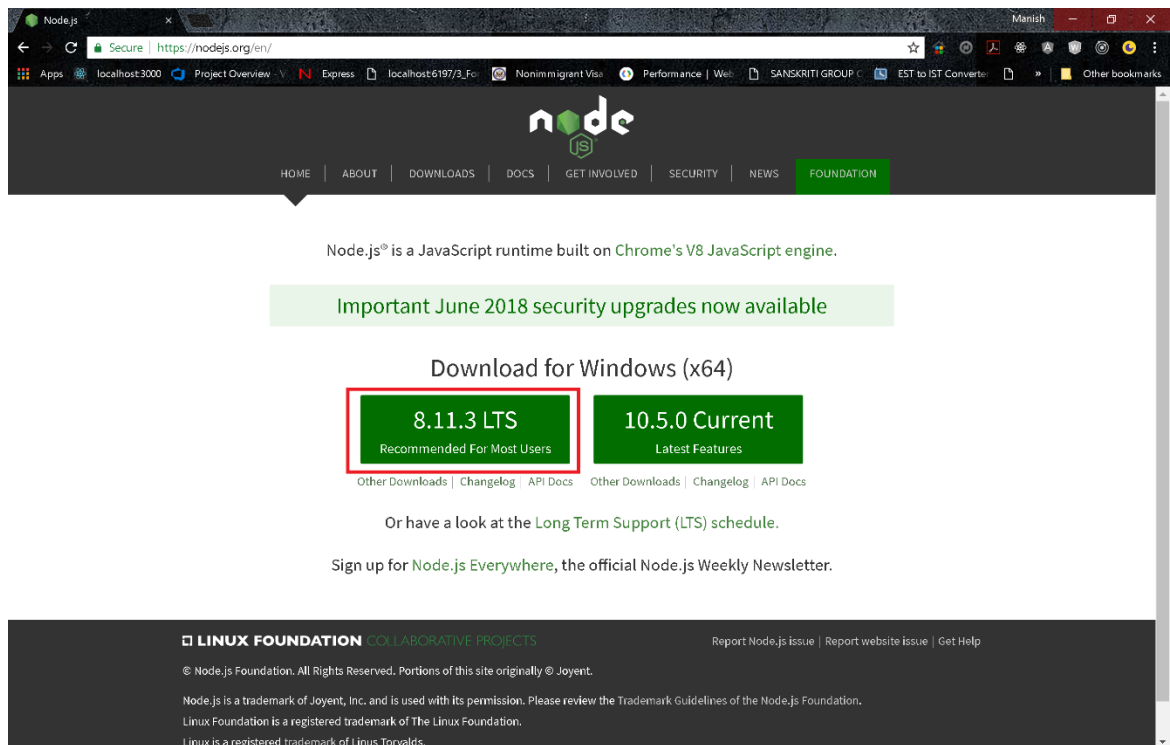 Node.js
Manish
Secure | https://nodejs.org/en/
Apps localhost:3000 Project Overview - V Express localhost:6197/3_Fo Nonimmigrant Visa Performance | Web SANSKRITI GROUP C EST to IST Converter » Other bookmarks
node
JS
HOME | ABOUT | DOWNLOADS | DOCS | GET INVOLVED | SECURITY | NEWS FOUNDATION
Node.js® is a JavaScript runtime built on Chrome's V8 JavaScript engine.
Important June 2018 security upgrades now available
Download for Windows (x64)
8.11.3 LTS 10.5.0 Current
Recommended For Most Users Latest Features
Other Downloads | Changelog | API Docs Other Downloads | Changelog | API Docs
Or have a look at the Long Term Support (LTS) schedule.
Sign up for Node.js Everywhere, the official Node.js Weekly Newsletter.
LINUX FOUNDATION COLLABORATIVE PROJECTS Report Node.js issue | Report website issue | Get Help
© Node.js Foundation. All Rights Reserved. Portions of this site originally © Joyent.
Node.js is a trademark of Joyent, Inc. and is used with its permission. Please review the Trademark Guidelines of the Node.js Foundation.
Linux Foundation is a registered trademark of The Linux Foundation.
Linux is a registered trademark of Linus Torvalds.